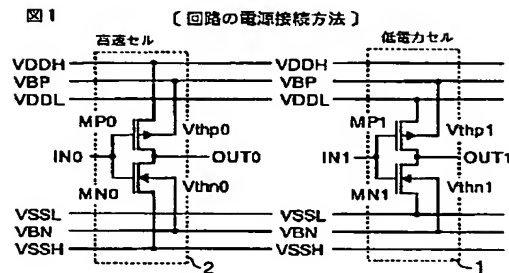 図1
〔回路の電源接続方法〕
高速セル
低電力セル
VDDH
VBP
VDDL
MP0
Vthp0
IN0
OUT0
MN0
Vthn0
VSSL
VBN
VSSH
2
VDDH
VBP
VDDL
MP1
Vthp1
IN1
OUT1
MN1
Vthn1
VSSL
VBN
VSSH
1